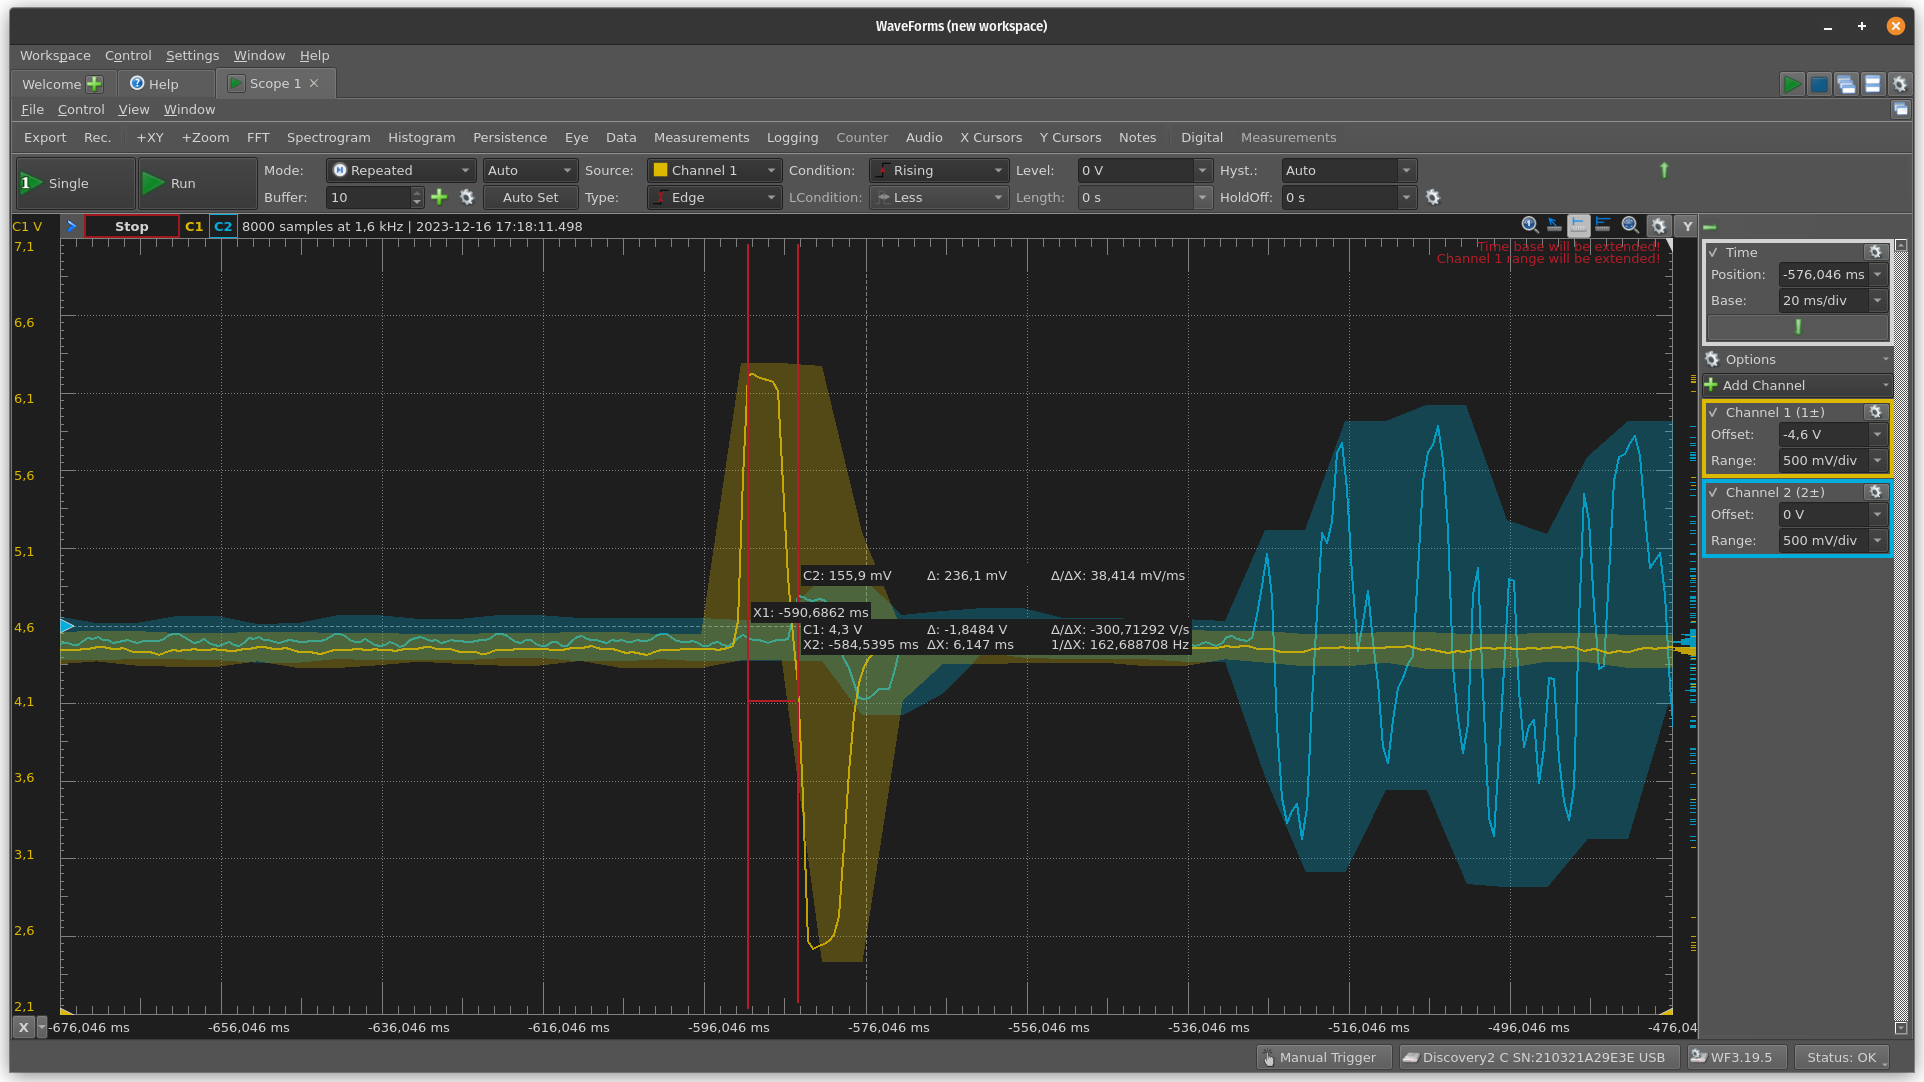 WaveForms (new workspace)
Workspace Control Settings Window Help
Welcome Help Scope 1
File Control View Window
Export Rec. +XY +Zoom FFT Spectrogram Histogram Persistence Eye Data Measurements Logging Counter Audio X Cursors Y Cursors Notes Digital Measurements
1 Single Run Mode: Repeated Auto Source: Channel 1 Condition: Rising Level: 0 V Hyst.: Auto
Buffer: 10 Auto Set Type: Edge LCondition: Less Length: 0 s HoldOff: 0 s
C1 V Stop C1 C2 8000 samples at 1,6 kHz | 2023-12-16 17:18:11.498 Y
Time base will be extended!
Channel 1 range will be extended!
7,1
6,6
6,1
5,6
5,1
4,6
4,1
3,6
3,1
2,6
2,1
C2: 155,9 mV Δ: 236,1 mV Δ/ΔX: 38,414 mV/ms
X1: -590,6862 ms
C1: 4,3 V Δ: -1,8484 V Δ/ΔX: -300,71292 V/s
X2: -584,5395 ms ΔX: 6,147 ms 1/ΔX: 162,688708 Hz
X -676,046 ms -656,046 ms -636,046 ms -616,046 ms -596,046 ms -576,046 ms -556,046 ms -536,046 ms -516,046 ms -496,046 ms -476,04
Time
Position: -576,046 ms
Base: 20 ms/div
Options
Add Channel
Channel 1 (1±)
Offset: -4,6 V
Range: 500 mV/div
Channel 2 (2±)
Offset: 0 V
Range: 500 mV/div
Manual Trigger Discovery2 C SN:210321A29E3E USB WF3.19.5 Status: OK